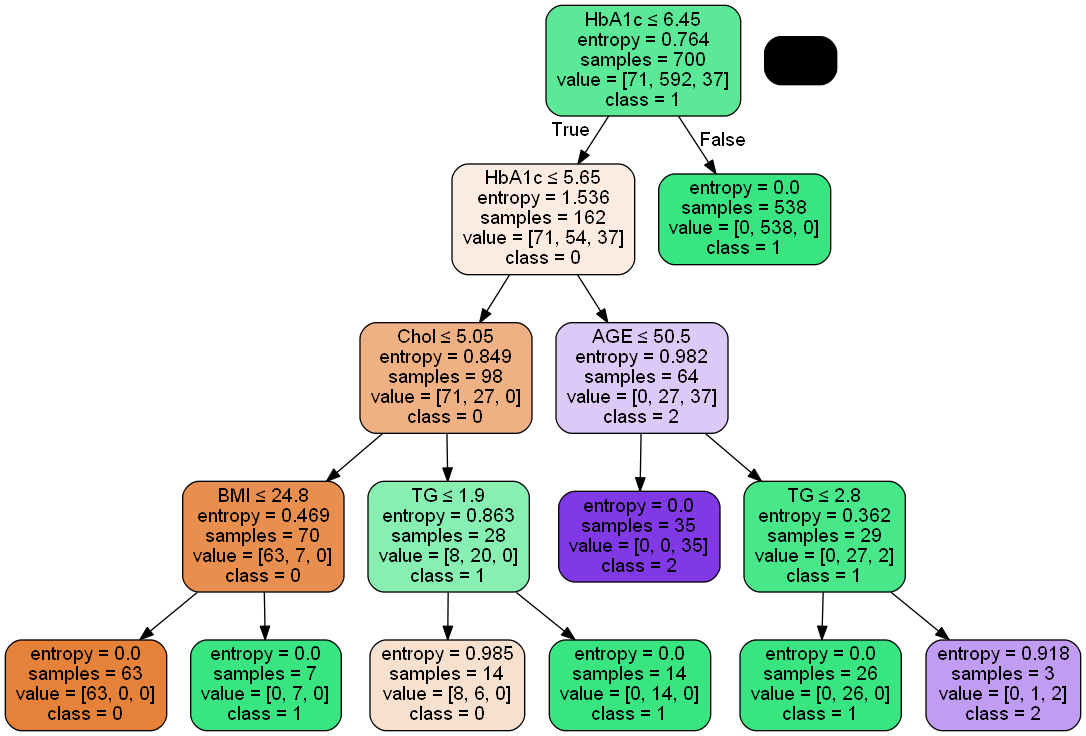 HbA1c ≤ 6.45
entropy = 0.764
samples = 700
value = [71, 592, 37]
class = 1
True
False
HbA1c ≤ 5.65
entropy = 1.536
samples = 162
value = [71, 54, 37]
class = 0
entropy = 0.0
samples = 538
value = [0, 538, 0]
class = 1
Chol ≤ 5.05
entropy = 0.849
samples = 98
value = [71, 27, 0]
class = 0
AGE ≤ 50.5
entropy = 0.982
samples = 64
value = [0, 27, 37]
class = 2
BMI ≤ 24.8
entropy = 0.469
samples = 70
value = [63, 7, 0]
class = 0
TG ≤ 1.9
entropy = 0.863
samples = 28
value = [8, 20, 0]
class = 1
entropy = 0.0
samples = 35
value = [0, 0, 35]
class = 2
TG ≤ 2.8
entropy = 0.362
samples = 29
value = [0, 27, 2]
class = 1
entropy = 0.0
samples = 63
value = [63, 0, 0]
class = 0
entropy = 0.0
samples = 7
value = [0, 7, 0]
class = 1
entropy = 0.985
samples = 14
value = [8, 6, 0]
class = 0
entropy = 0.0
samples = 14
value = [0, 14, 0]
class = 1
entropy = 0.0
samples = 26
value = [0, 26, 0]
class = 1
entropy = 0.918
samples = 3
value = [0, 1, 2]
class = 2